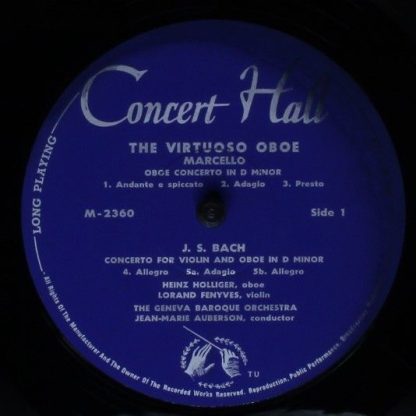 Concert Hall
LONG PLAYING
THE VIRTUOSO OBOE
MARCELLO
OBOE CONCERTO IN D MINOR
1. Andante e spiccato 2. Adagio 3. Presto
M-2360 Side 1
J. S. BACH
CONCERTO FOR VIOLIN AND OBOE IN D MINOR
4. Allegro 5a. Adagio 5b. Allegro
HEINZ HOLLIGER, oboe
LORAND FENYVES, violin
THE GENEVA BAROQUE ORCHESTRA
JEAN-MARIE AUBERSON, conductor
TU
All Rights Of The Manufacturer And The Owner Of The Recorded Works Reserved. Reproduction, Public Performance,